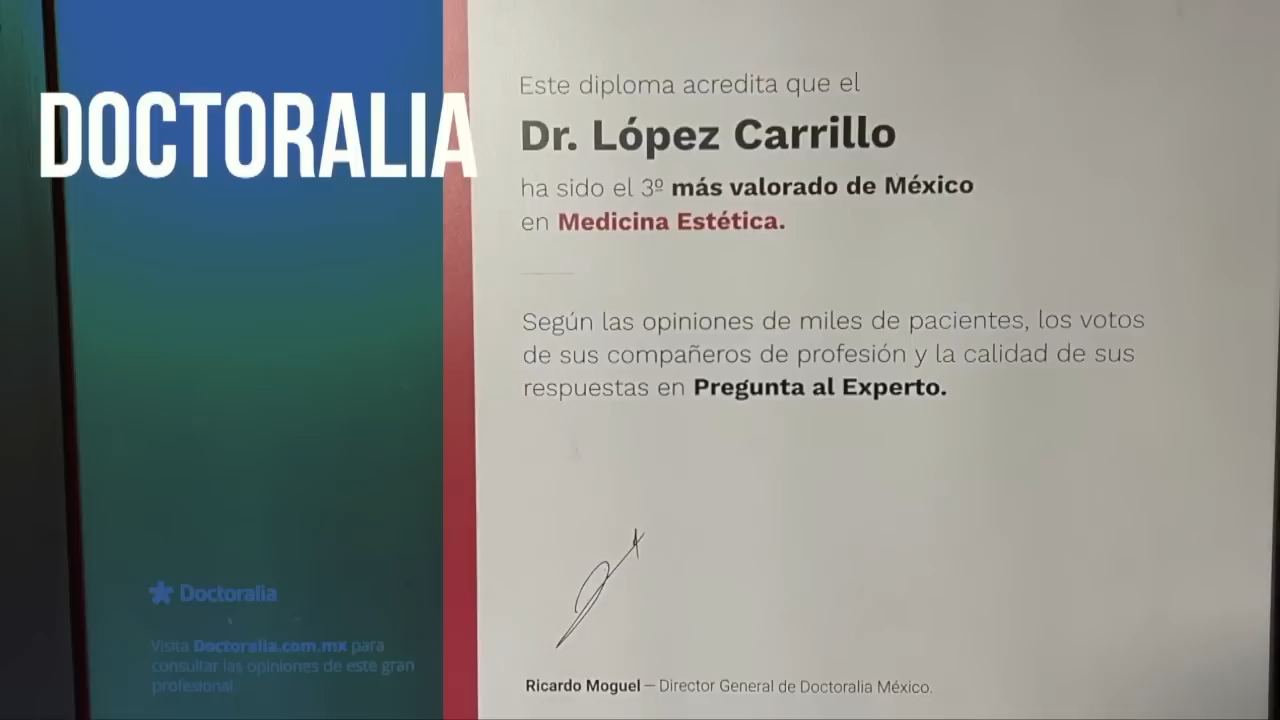 DOCTORALIA
Este diploma acredita que el
Dr. López Carrillo
ha sido el 3º más valorado de México
en Medicina Estética.
Según las opiniones de miles de pacientes, los votos
de sus compañeros de profesión y la calidad de sus
respuestas en Pregunta al Experto.
Doctoralia
Visita Doctoralia.com.mx para
consultar las opiniones de este gran
profesional.
Ricardo Moguel — Director General de Doctoralia México.